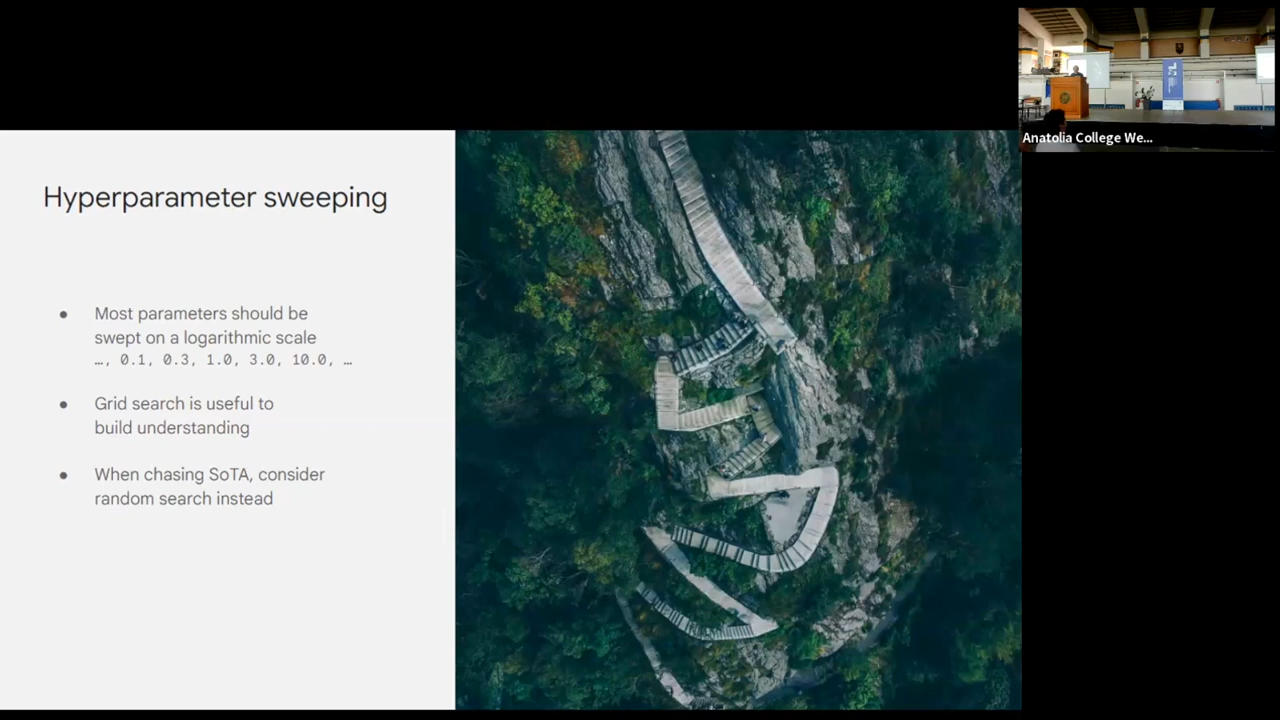 Hyperparameter sweeping
● Most parameters should be
swept on a logarithmic scale
…, 0.1, 0.3, 1.0, 3.0, 10.0, …
● Grid search is useful to
build understanding
● When chasing SoTA, consider
random search instead
Anatolia College We...